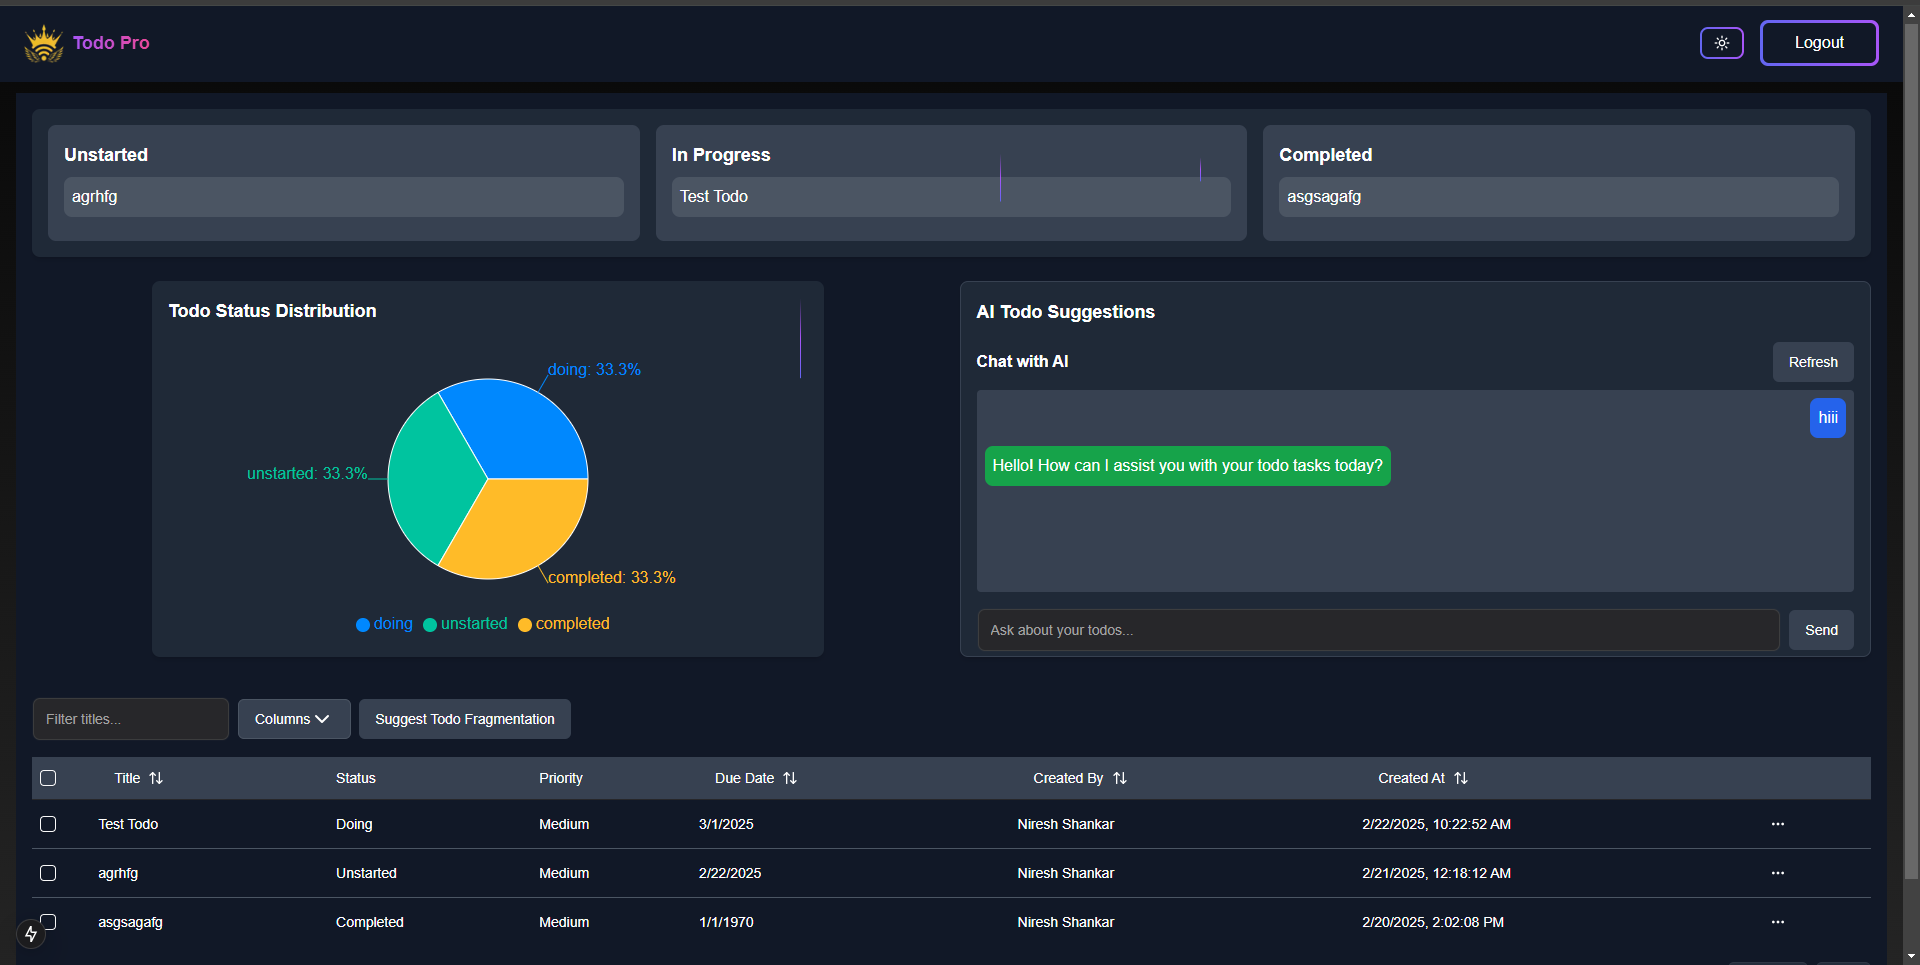 Todo Pro
Logout
Unstarted
agrhfg
In Progress
Test Todo
Completed
asgsagafg
Todo Status Distribution
doing: 33.3%
unstarted: 33.3%
completed: 33.3%
doing unstarted completed
AI Todo Suggestions
Chat with AI
Refresh
hiii
Hello! How can I assist you with your todo tasks today?
Ask about your todos...
Send
Filter titles...
Columns
Suggest Todo Fragmentation
Title Status Priority Due Date Created By Created At
Test Todo Doing Medium 3/1/2025 Niresh Shankar 2/22/2025, 10:22:52 AM
agrhfg Unstarted Medium 2/22/2025 Niresh Shankar 2/21/2025, 12:18:12 AM
asgsagafg Completed Medium 1/1/1970 Niresh Shankar 2/20/2025, 2:02:08 PM